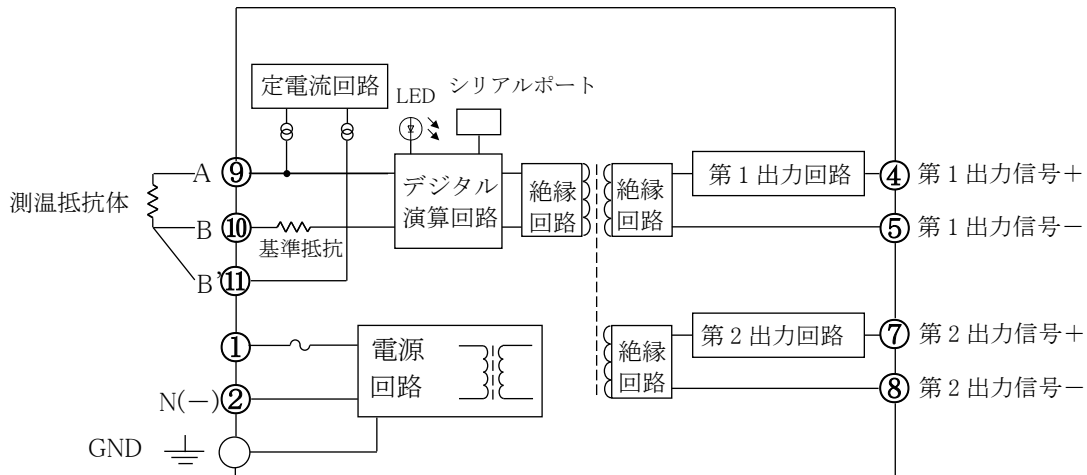 定電流回路
LED
シリアルポート
測温抵抗体
A
⑨
B
⑩
基準抵抗
B'
⑪
デジタル
演算回路
絶縁
回路
絶縁
回路
第1出力回路
④
第1出力信号＋
⑤
第1出力信号－
①
N(－)
②
GND
電源
回路
絶縁
回路
第2出力回路
⑦
第2出力信号＋
⑧
第2出力信号－